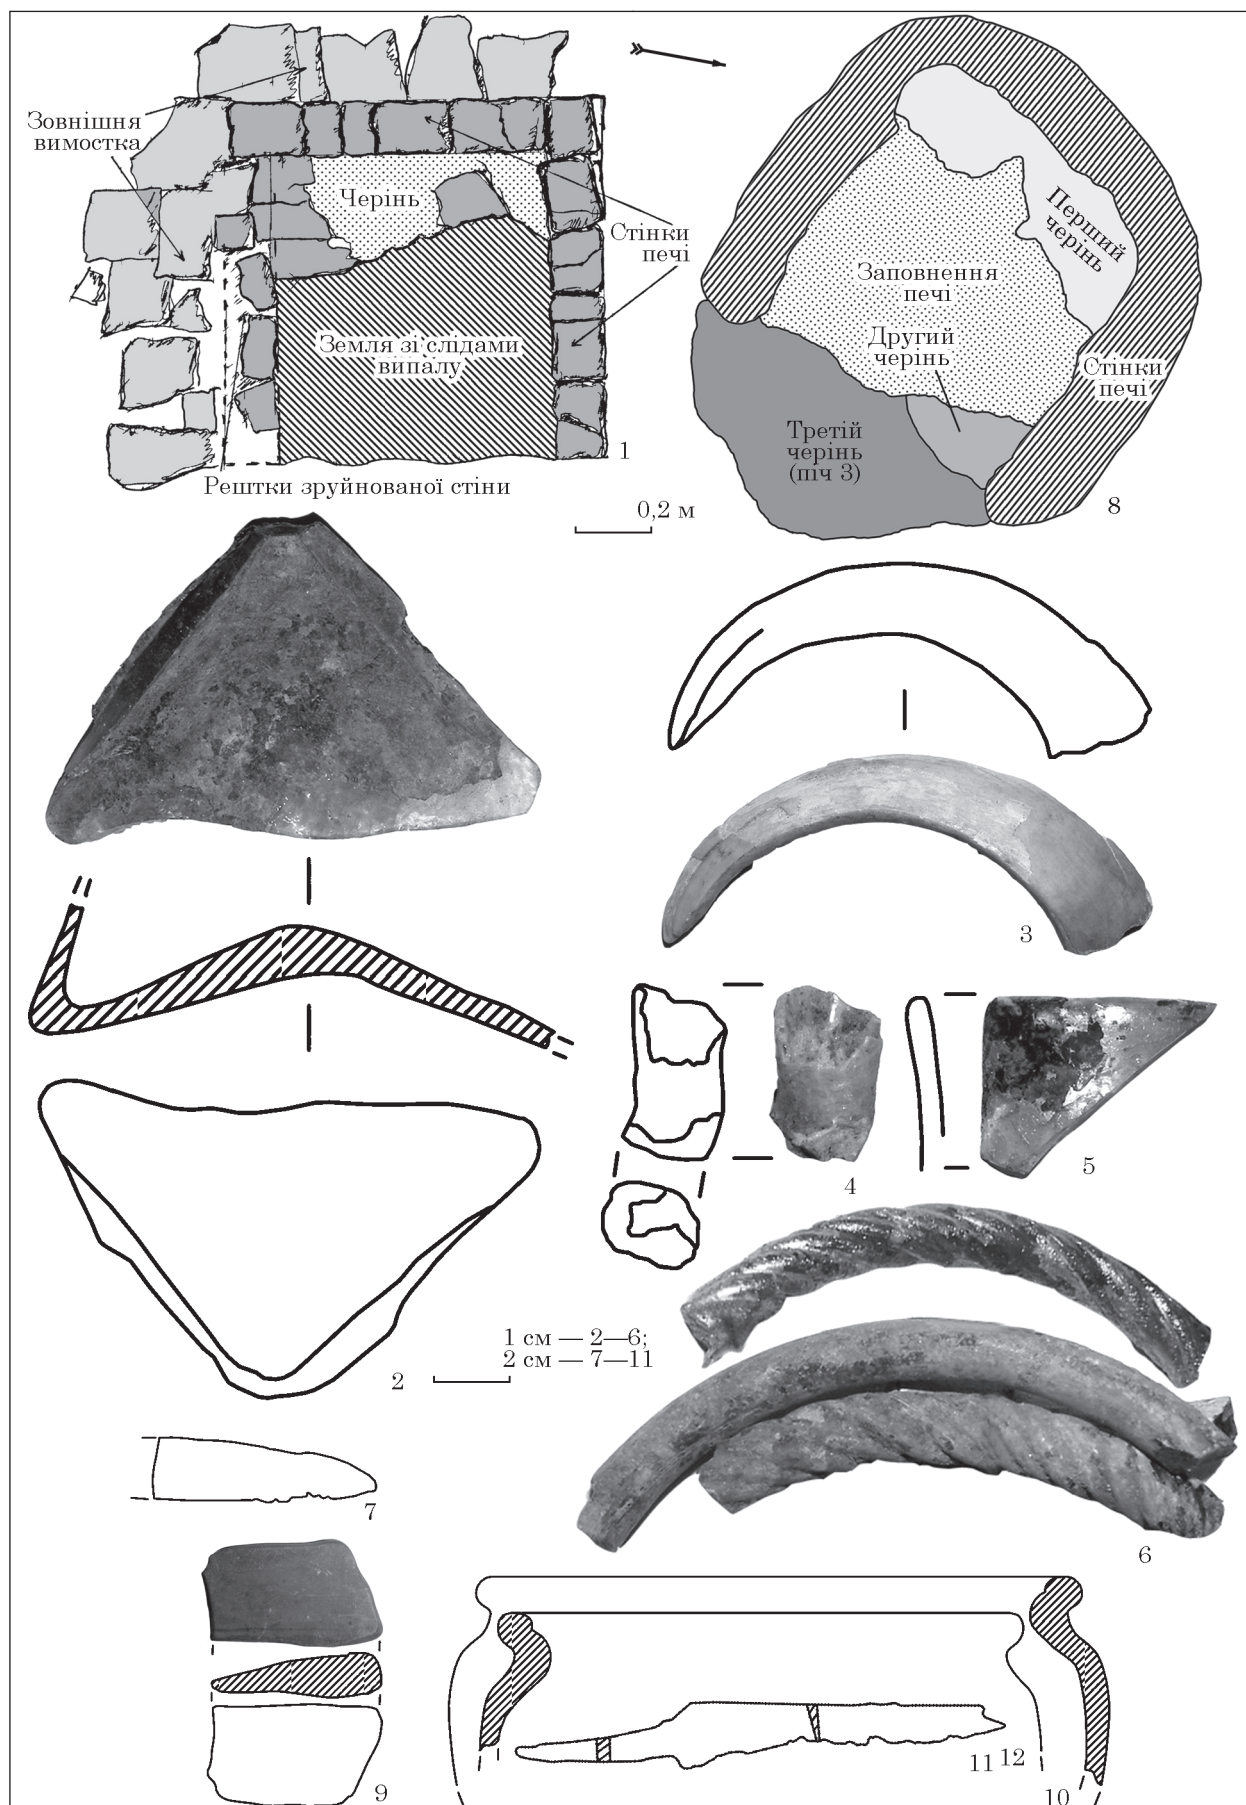 Зовнішня
вимостка
Черінь
Стінки
печі
Земля зі слідами
випалу
1
Рештки зруйнованої стіни
0,2 м
Перший
черінь
Заповнення
печі
Другий
черінь
Стінки
печі
Третій
черінь
(піч 3)
8
3
4
5
1 см — 2—6;
2 см — 7—11
2
7
6
9
11 12
10